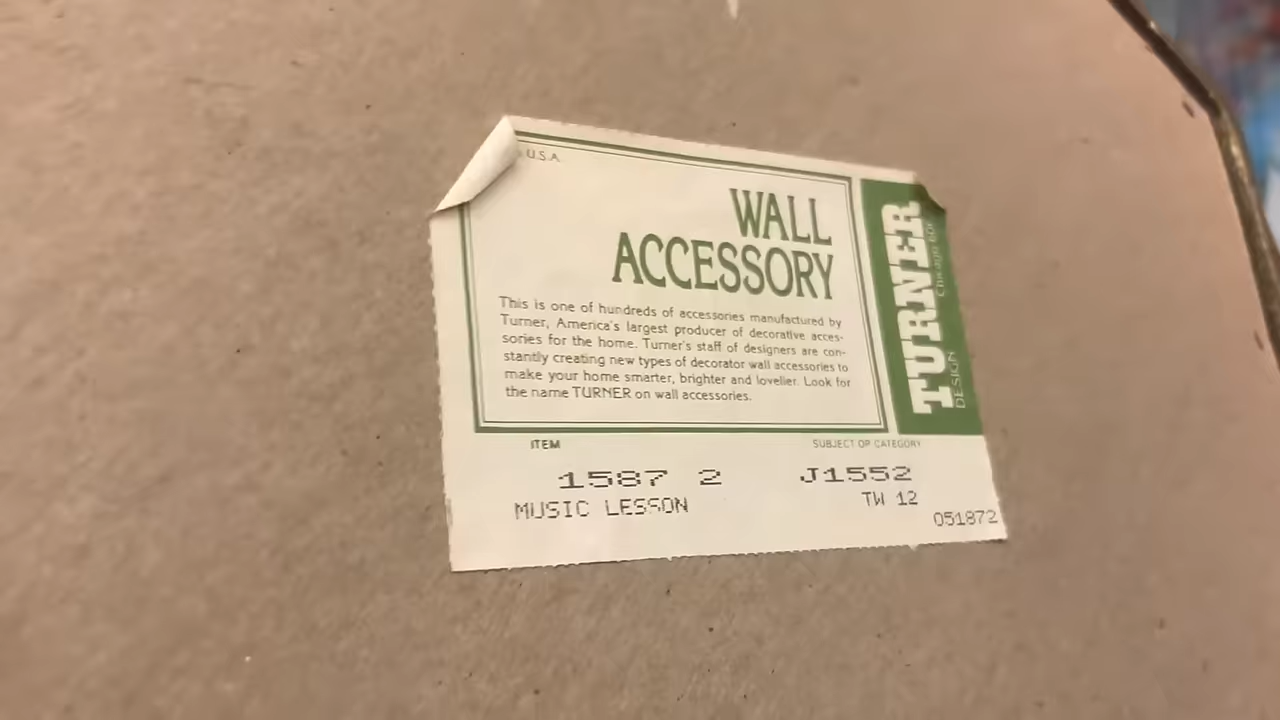 U.S.A.
WALL
ACCESSORY
This is one of hundreds of accessories manufactured by
Turner, America's largest producer of decorative acces-
sories for the home. Turner's staff of designers are con-
stantly creating new types of decorator wall accessories to
make your home smarter, brighter and lovelier. Look for
the name TURNER on wall accessories.
TURNER
DESIGN Chicago
ITEM SUBJECT OR CATEGORY
1587 2 J1552
MUSIC LESSON TW 12
051872